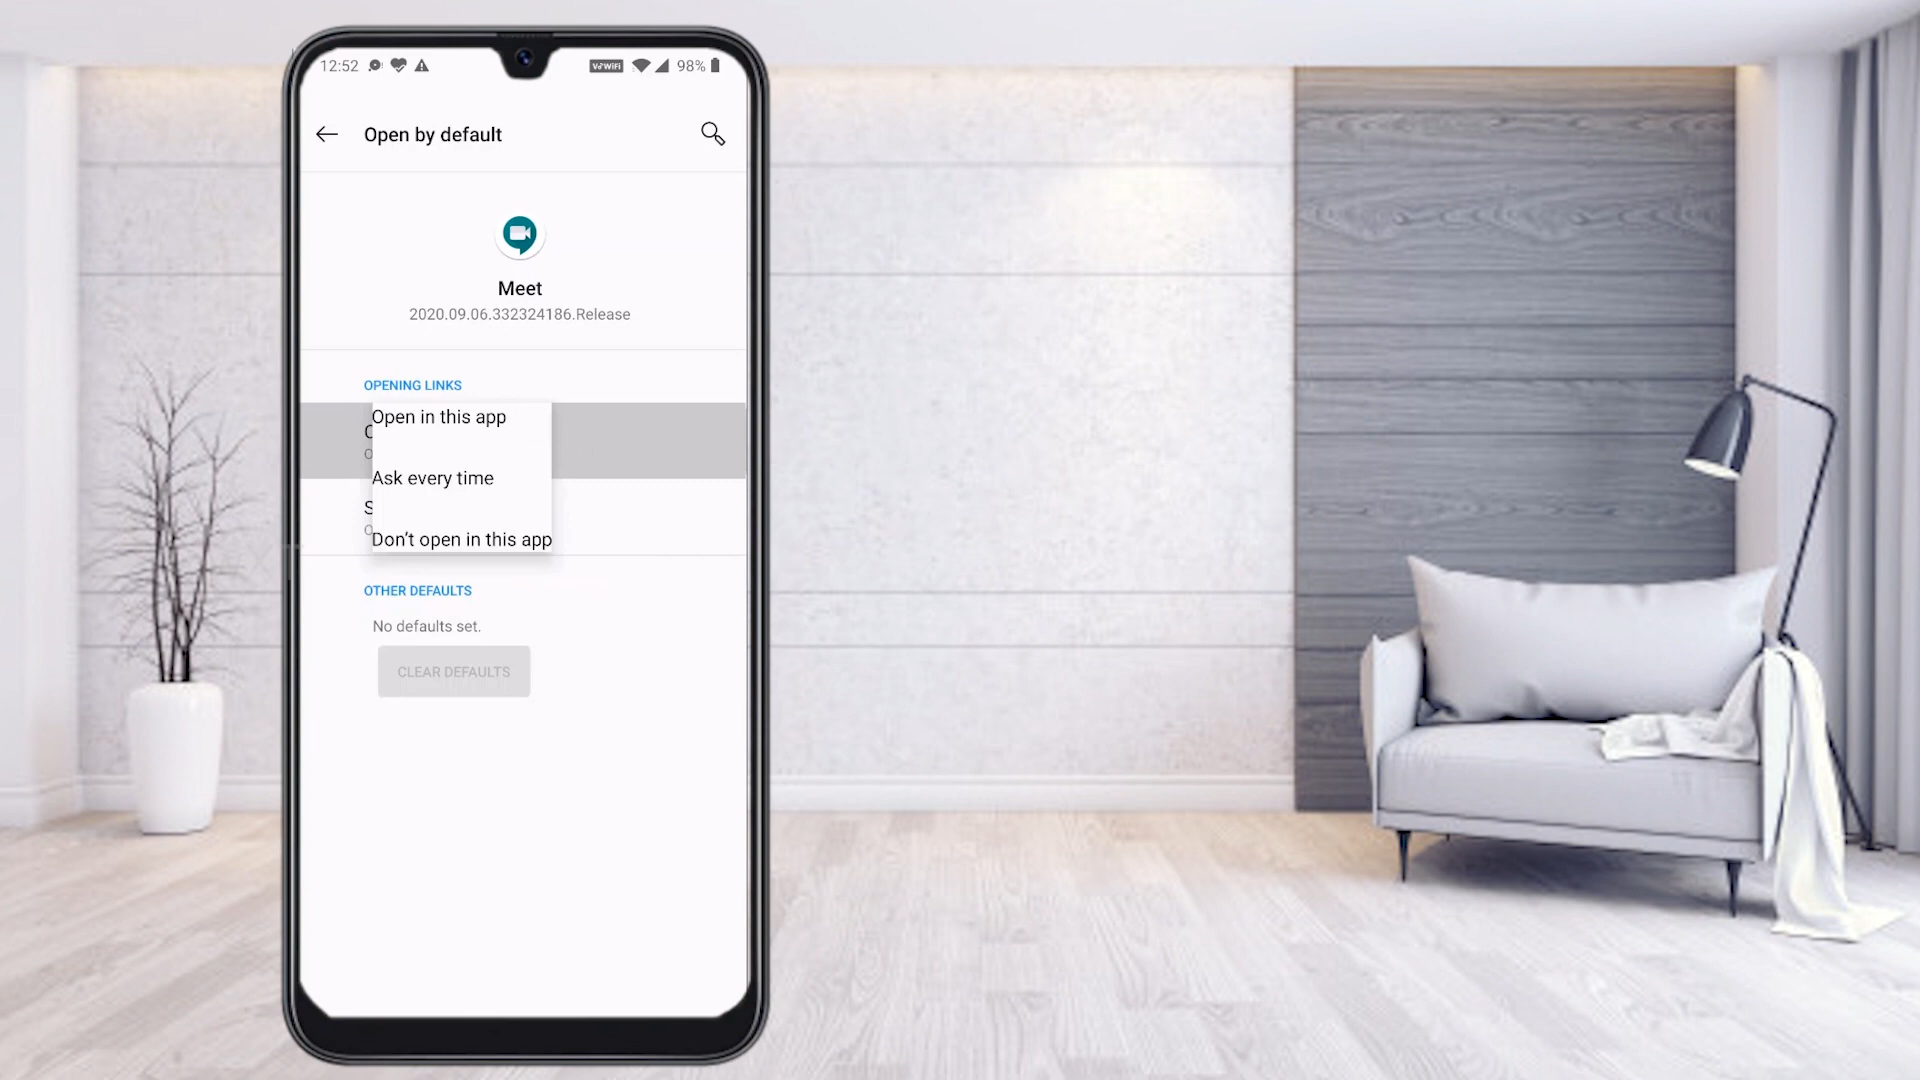 12:52 98%
Open by default
Meet
2020.09.06.332324186.Release
OPENING LINKS
Open in this app
Ask every time
Don't open in this app
OTHER DEFAULTS
No defaults set.
CLEAR DEFAULTS